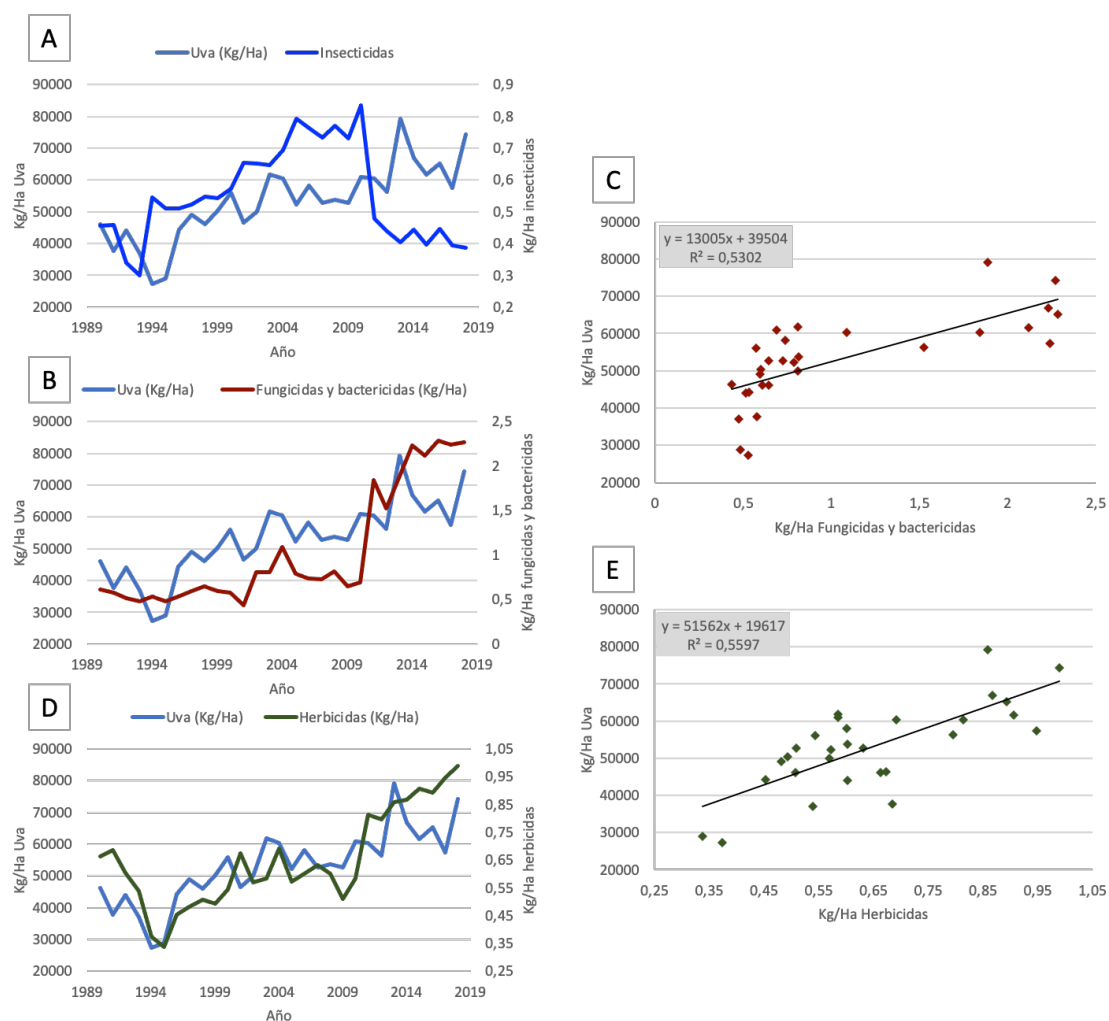 A
Uva (Kg/Ha) Insecticidas
90000
80000
70000
60000
50000
40000
30000
20000
Kg/Ha Uva
0,9
0,8
0,7
0,6
0,5
0,4
0,3
0,2
Kg/Ha insecticidas
1989 1994 1999 2004 2009 2014 2019
Año
B
Uva (Kg/Ha) Fungicidas y bactericidas (Kg/Ha)
90000
80000
70000
60000
50000
40000
30000
20000
Kg/Ha Uva
2,5
2
1,5
1
0,5
0
Kg/Ha fungicidas y bactericidas
1989 1994 1999 2004 2009 2014 2019
Año
D
Uva (Kg/Ha) Herbicidas (Kg/Ha)
90000
80000
70000
60000
50000
40000
30000
20000
Kg/Ha Uva
1,05
0,95
0,85
0,75
0,65
0,55
0,45
0,35
0,25
Kg/Ha herbicidas
1989 1994 1999 2004 2009 2014 2019
Año
C
y = 13005x + 39504
R² = 0,5302
90000
80000
70000
60000
50000
40000
30000
20000
Kg/Ha Uva
0 0,5 1 1,5 2 2,5
Kg/Ha Fungicidas y bactericidas
E
y = 51562x + 19617
R² = 0,5597
90000
80000
70000
60000
50000
40000
30000
20000
Kg/Ha Uva
0,25 0,35 0,45 0,55 0,65 0,75 0,85 0,95 1,05
Kg/Ha Herbicidas